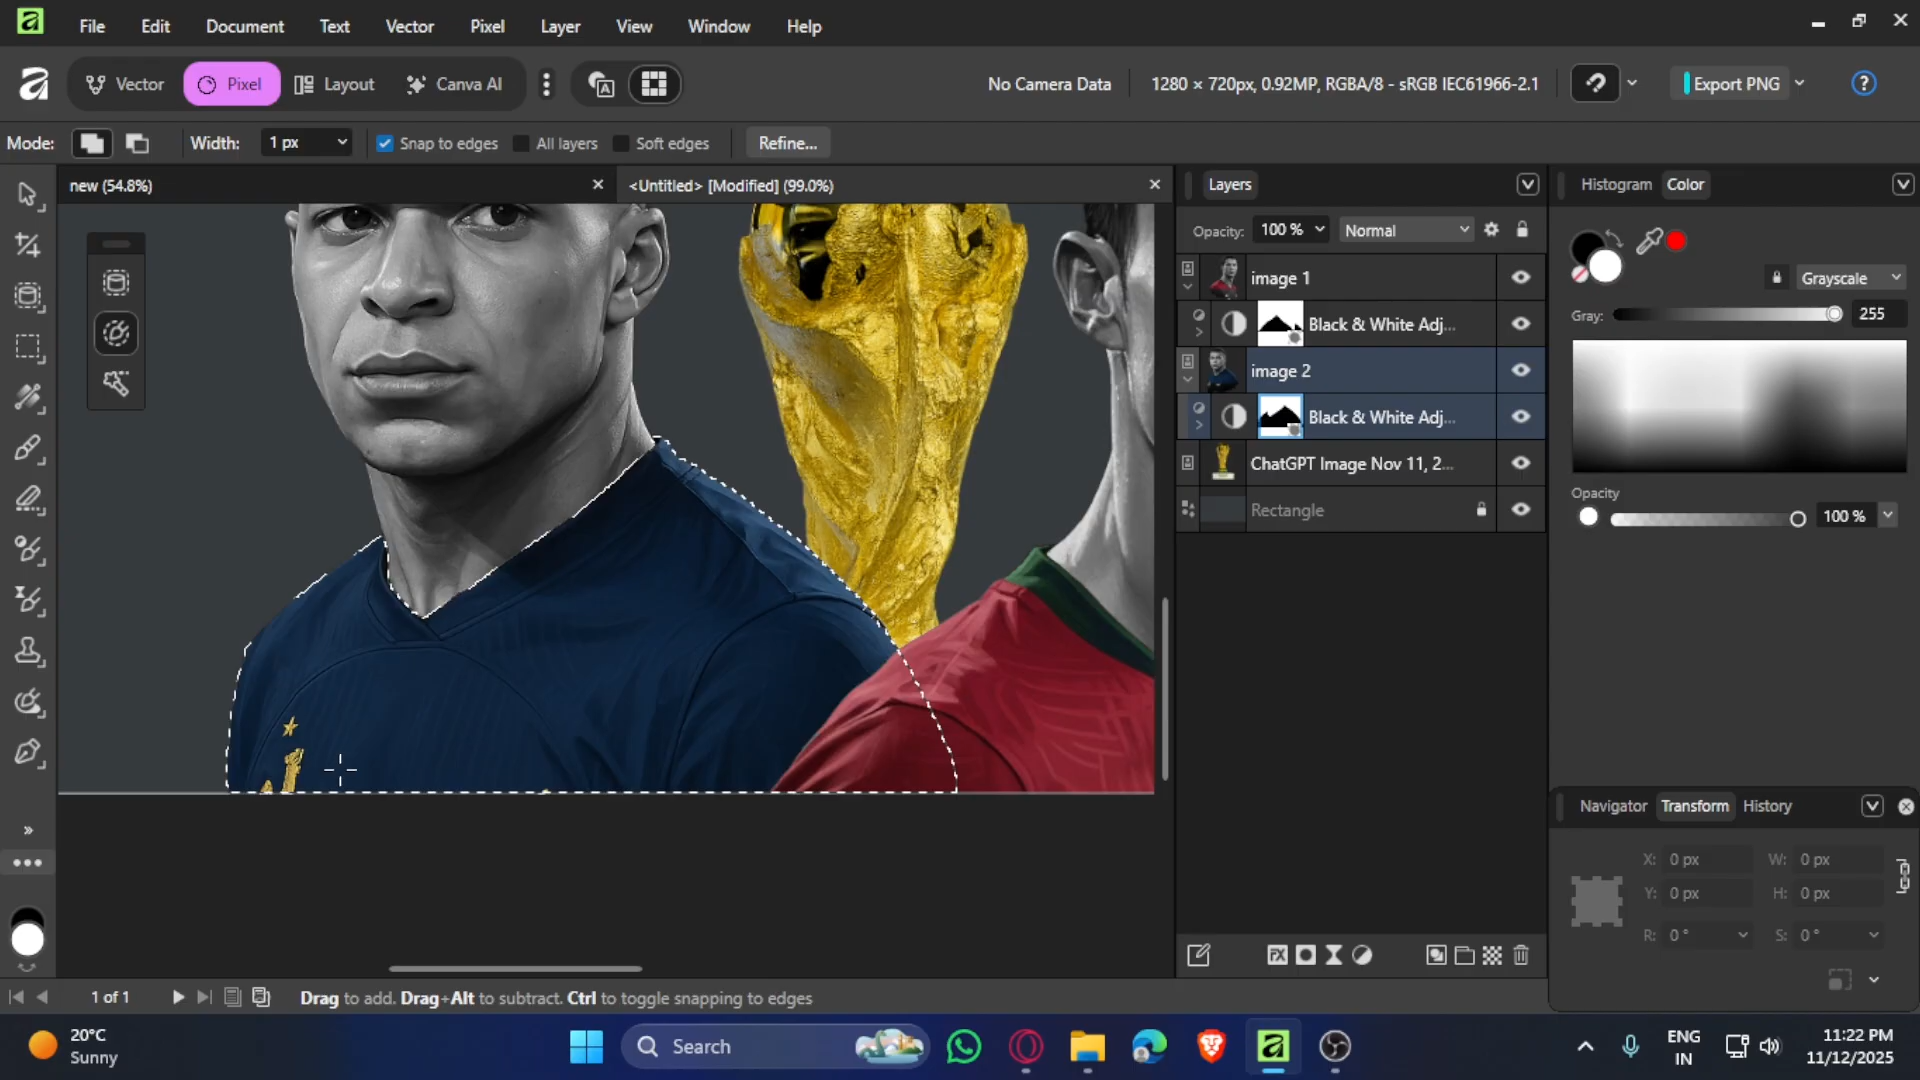 File Edit Document Text Vector Pixel Layer View Window Help
Vector Pixel Layout Canva AI No Camera Data 1280 × 720px, 0.92MP, RGBA/8 - sRGB IEC61966-2.1 Export PNG
Mode: Width: 1 px Snap to edges All layers Soft edges Refine...
new (54.8%) <Untitled> [Modified] (99.0%)
Layers
Histogram Color
Opacity: 100 % Normal
image 1
Grayscale
Black & White Adj...
Gray: 255
image 2
Black & White Adj...
ChatGPT Image Nov 11, 2...
Rectangle
Opacity
100 %
Navigator Transform History
X: 0 px W: 0 px
Y: 0 px H: 0 px
R: 0 ° S: 0 °
1 of 1 Drag to add. Drag+Alt to subtract. Ctrl to toggle snapping to edges
20°C
Sunny
Search
ENG
IN
11:22 PM
11/12/2025